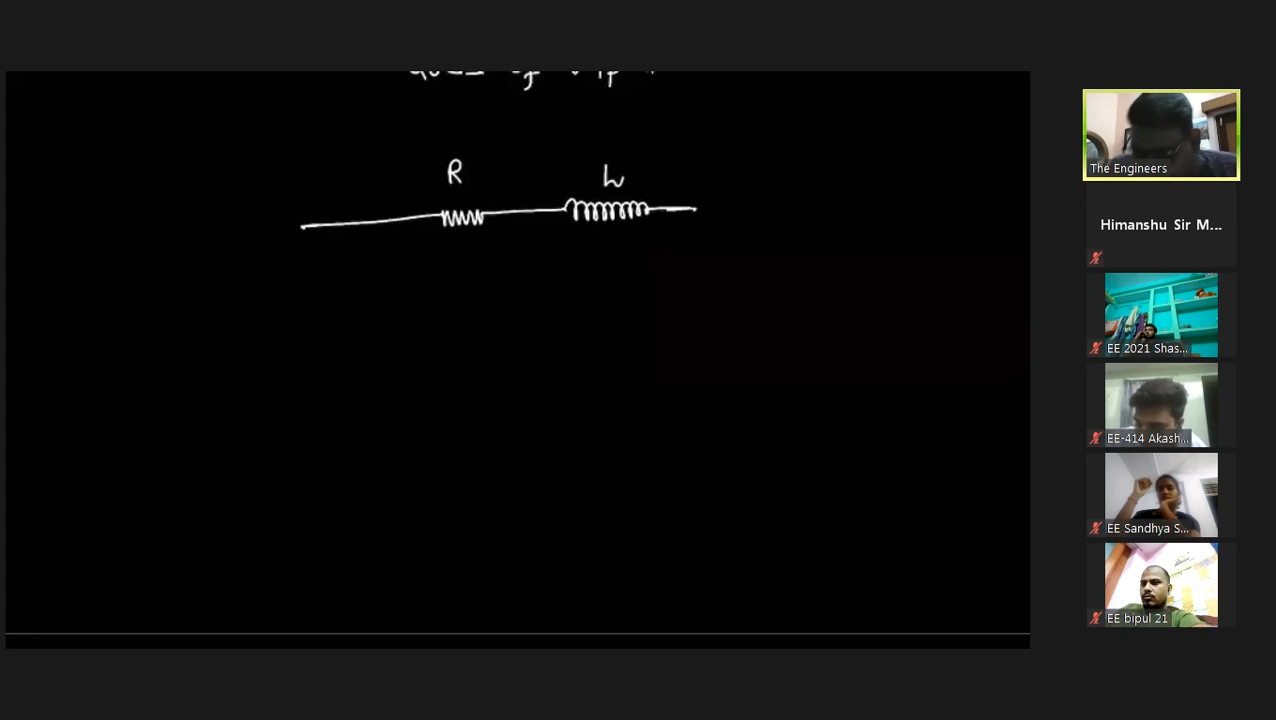 R
L
The Engineers
Himanshu Sir M...
EE 2021 Shas...
EE-414 Akash...
EE Sandhya S...
EE bipul 21